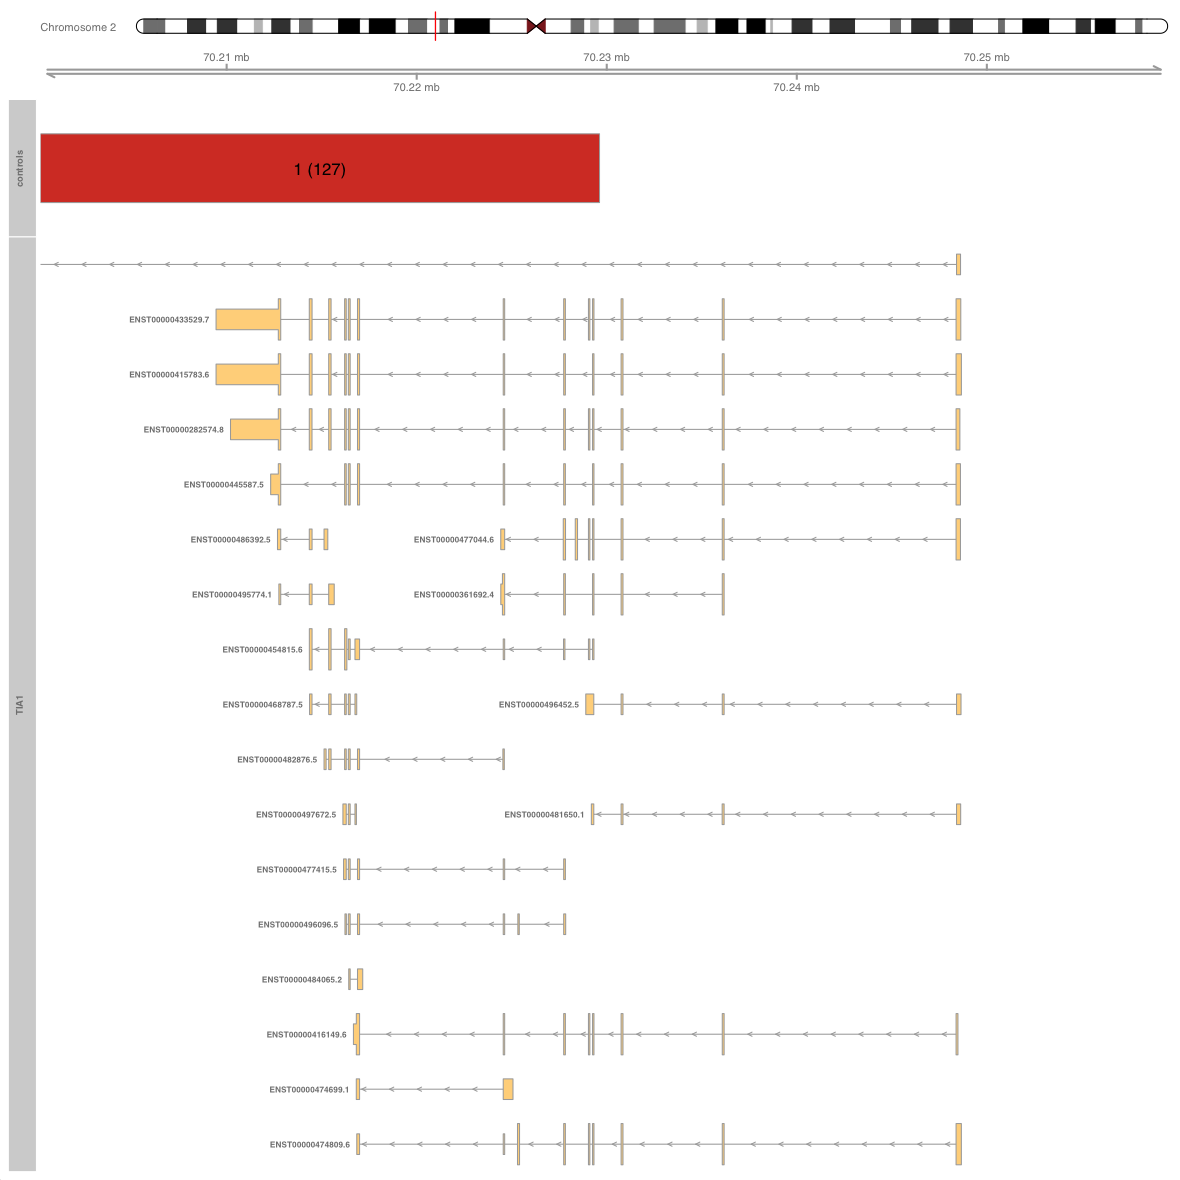 Chromosome 2
70.21 mb
70.23 mb
70.25 mb
70.22 mb
70.24 mb
controls
1 (127)
TIA1
ENST00000433529.7
ENST00000415783.6
ENST00000282574.8
ENST00000445587.5
ENST00000486392.5
ENST00000477044.6
ENST00000495774.1
ENST00000361692.4
ENST00000454815.6
ENST00000468787.5
ENST00000496452.5
ENST00000482876.5
ENST00000497672.5
ENST00000481650.1
ENST00000477415.5
ENST00000496096.5
ENST00000484065.2
ENST00000416149.6
ENST00000474699.1
ENST00000474809.6